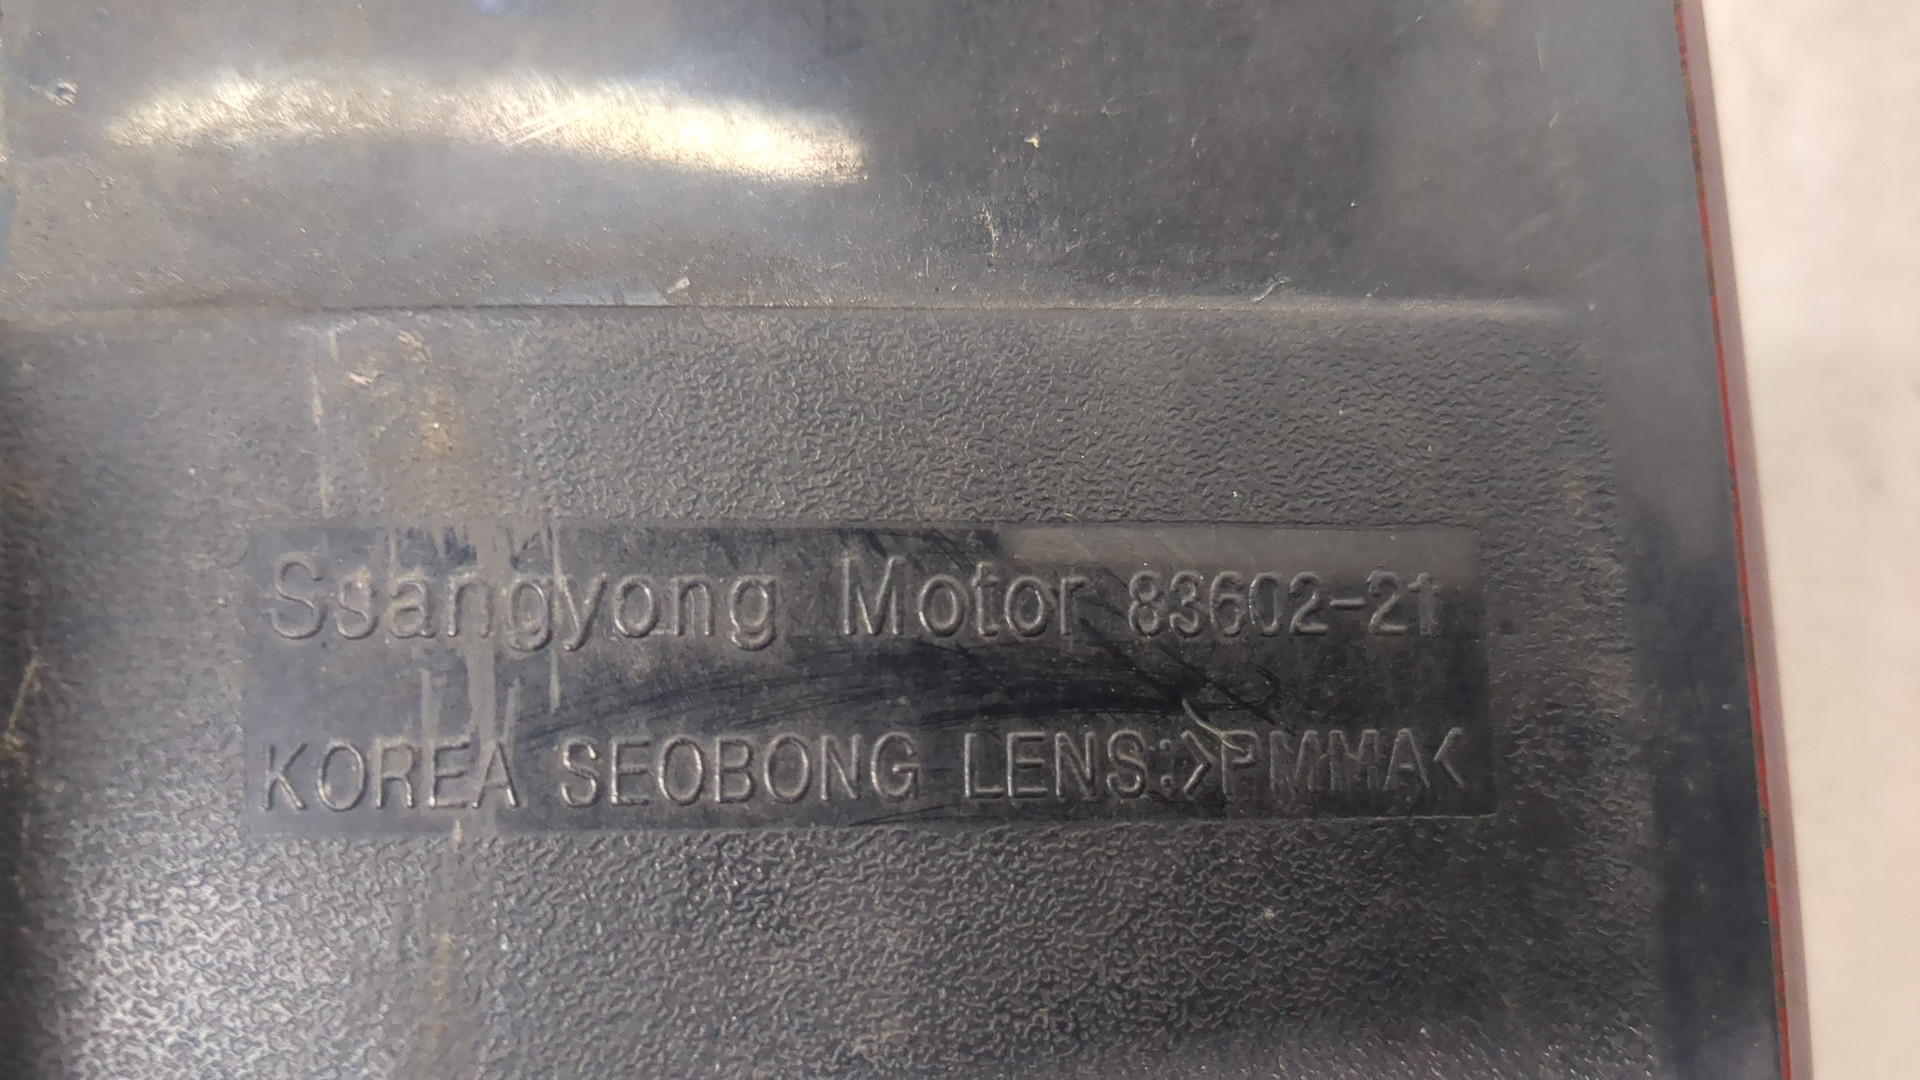 Ssangyong Motor 83602-21
KOREA SEOBONG LENS:>PMMA<